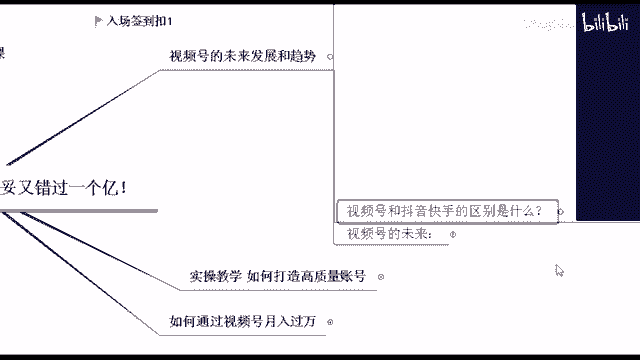 入场签到扣1
bilibili
视频号的未来发展和趋势
妥又错过一个亿！
视频号和抖音快手的区别是什么？
视频号的未来：
实操教学 如何打造高质量账号
如何通过视频号月入过万